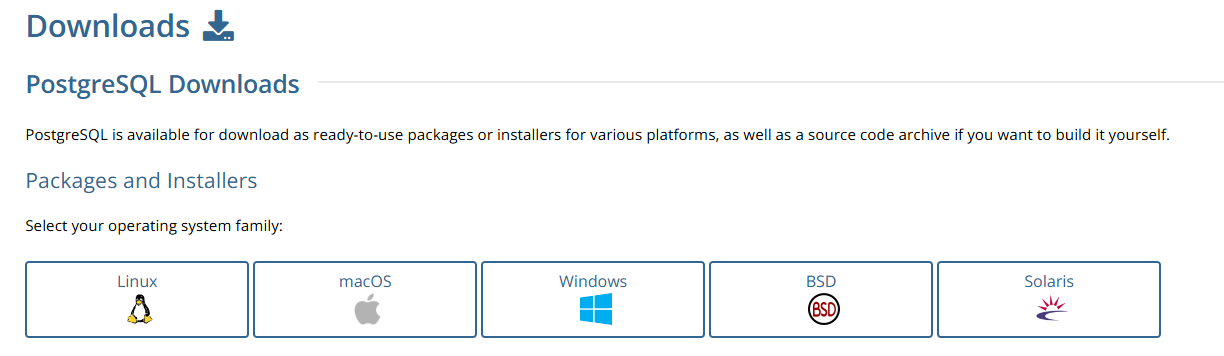 Downloads
PostgreSQL Downloads
PostgreSQL is available for download as ready-to-use packages or installers for various platforms, as well as a source code archive if you want to build it yourself.
Packages and Installers
Select your operating system family:
Linux
macOS
Windows
BSD
Solaris
BSD